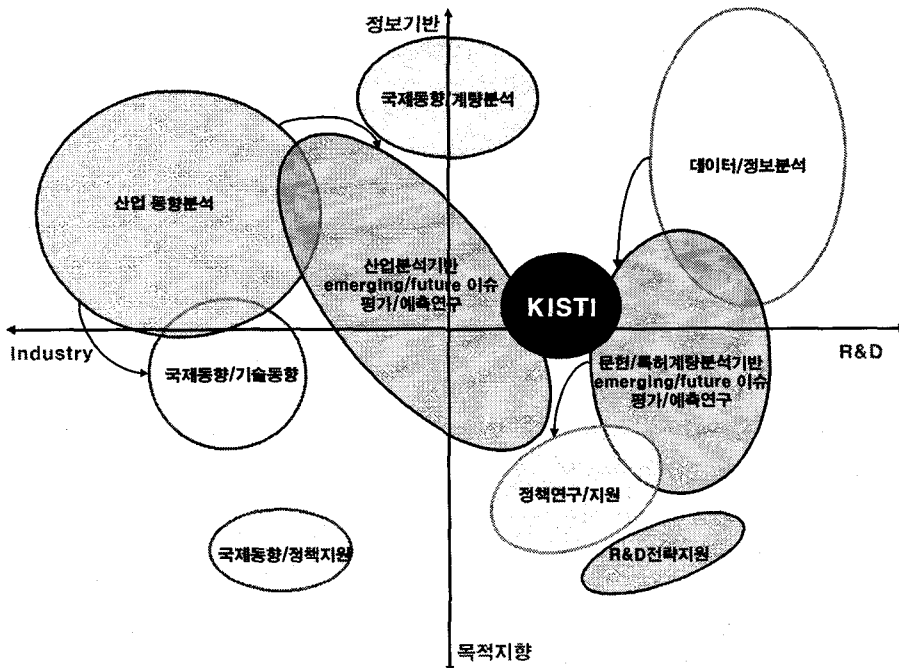 정보기반
국제동향/계량분석
데이터/정보분석
산업 동향분석
산업분석기반
emerging/future 이슈
평가/예측연구
KISTI
Industry
R&D
국제동향/기술동향
문헌/특허계량분석기반
emerging/future 이슈
평가/예측연구
정책연구/지원
국제동향/정책지원
R&D전략지원
목적지향